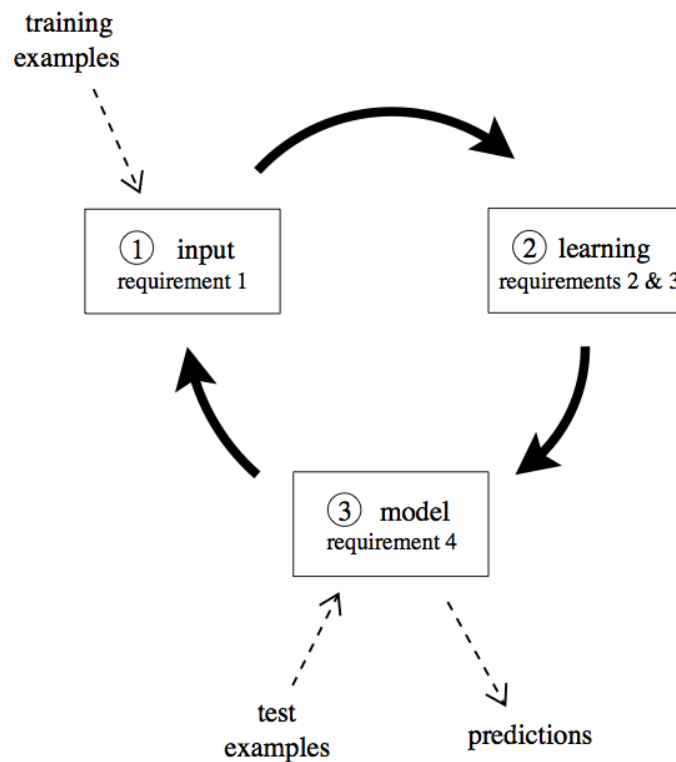 training
examples
1 input
requirement 1
2 learning
requirements 2 & 3
3 model
requirement 4
test
examples
predictions